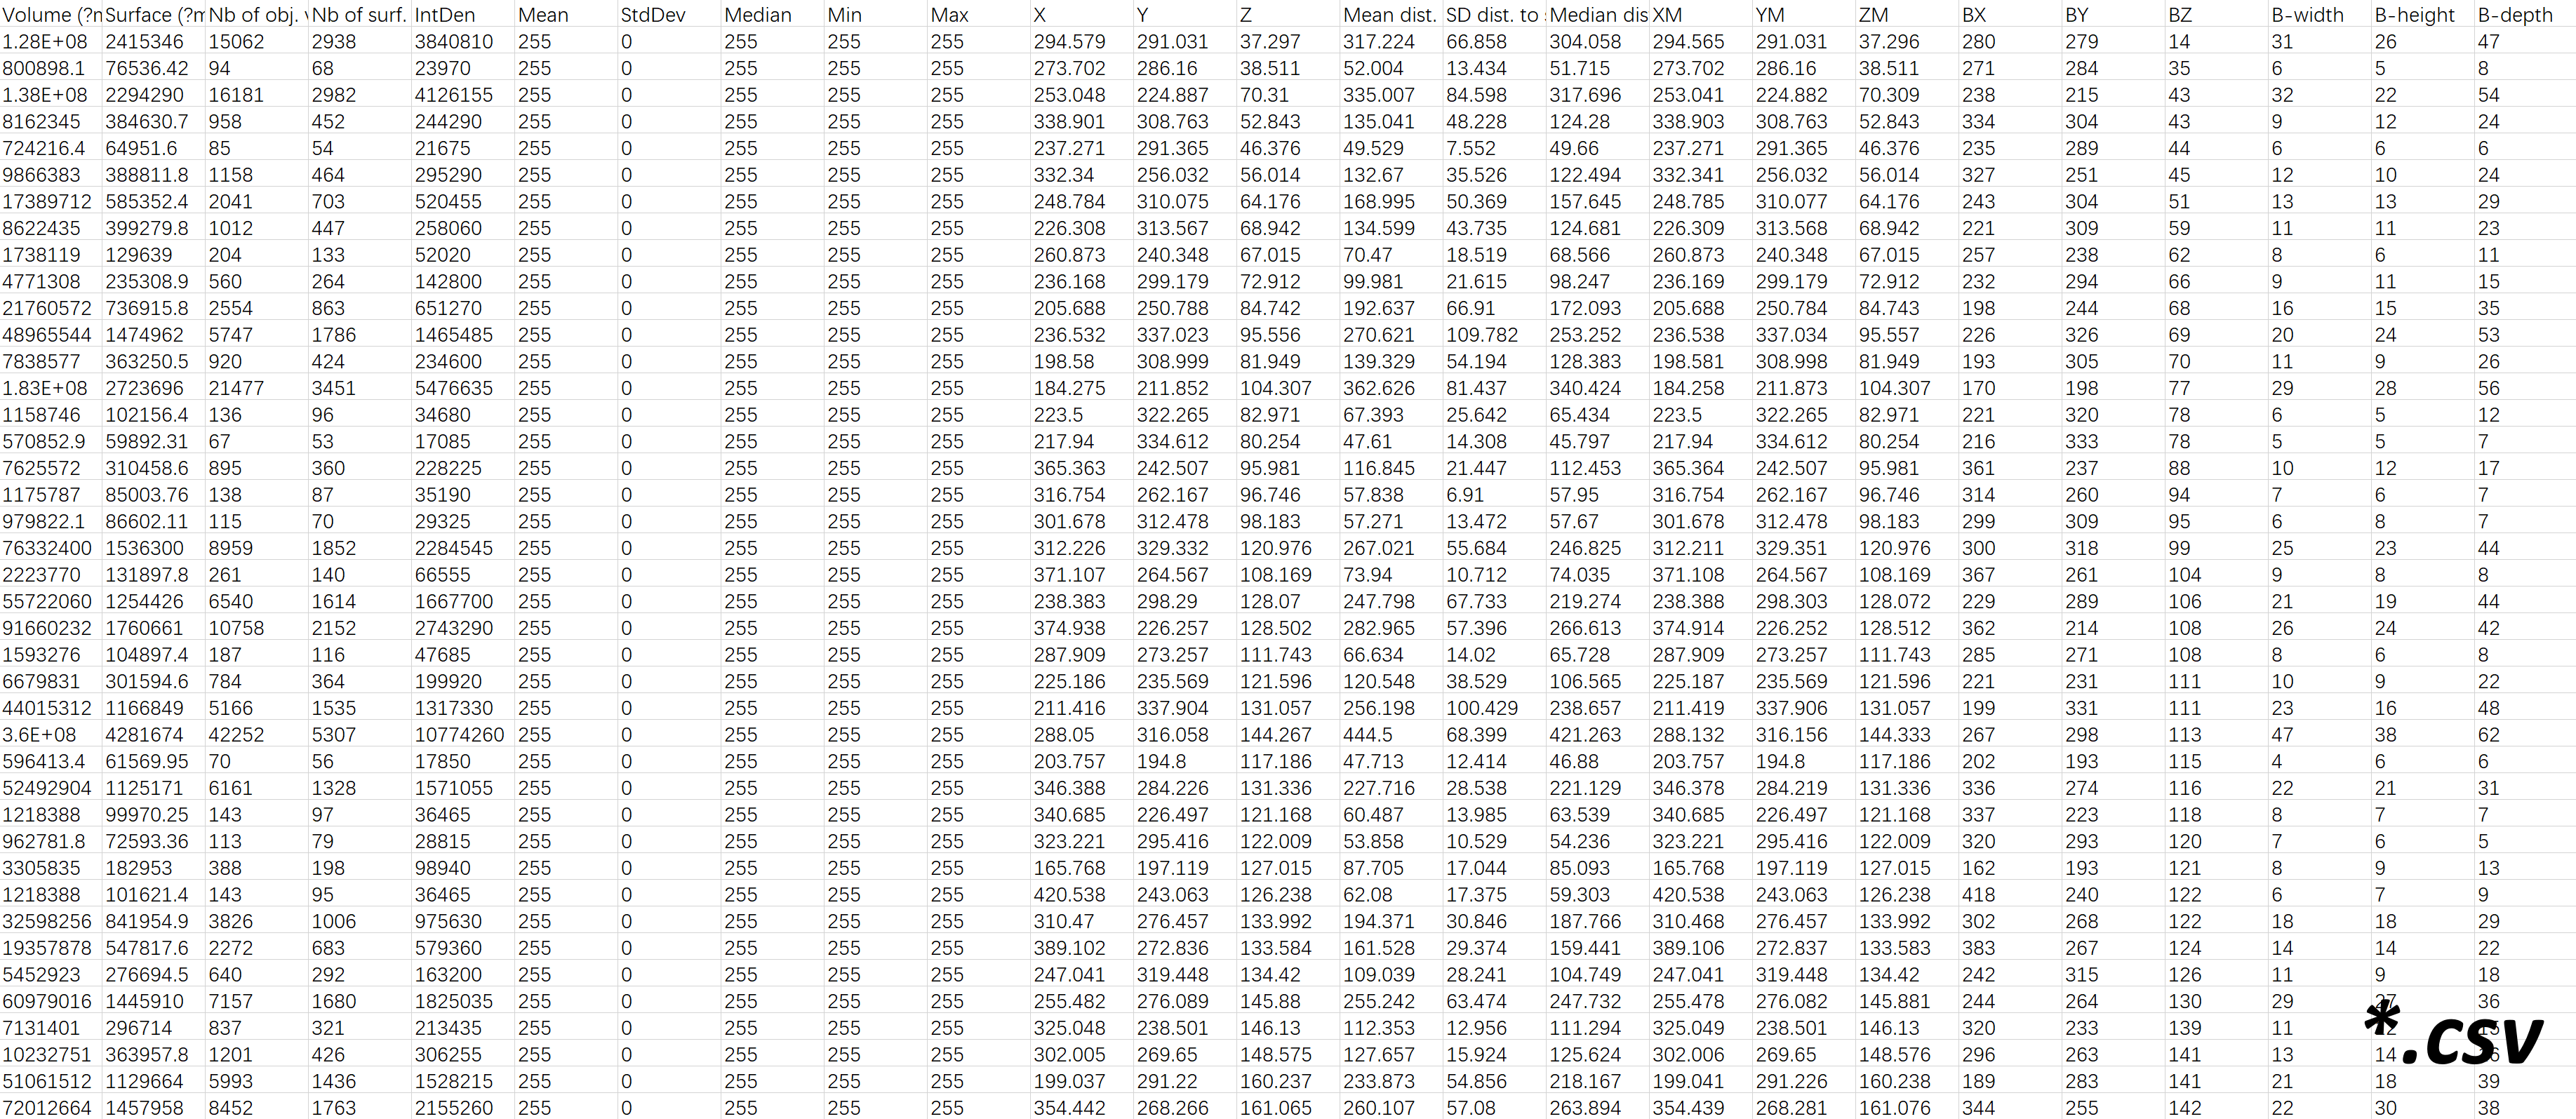 Volume (?m Surface (?m Nb of obj. v Nb of surf. IntDen Mean StdDev Median Min Max X Y Z Mean dist. SD dist. to s Median dis XM YM ZM BX BY BZ B-width B-height B-depth
1.28E+08 2415346 15062 2938 3840810 255 0 255 255 255 294.579 291.031 37.297 317.224 66.858 304.058 294.565 291.031 37.296 280 279 14 31 26 47
800898.1 76536.42 94 68 23970 255 0 255 255 255 273.702 286.16 38.511 52.004 13.434 51.715 273.702 286.16 38.511 271 284 35 6 5 8
1.38E+08 2294290 16181 2982 4126155 255 0 255 255 255 253.048 224.887 70.31 335.007 84.598 317.696 253.041 224.882 70.309 238 215 43 32 22 54
8162345 384630.7 958 452 244290 255 0 255 255 255 338.901 308.763 52.843 135.041 48.228 124.28 338.903 308.763 52.843 334 304 43 9 12 24
724216.4 64951.6 85 54 21675 255 0 255 255 255 237.271 291.365 46.376 49.529 7.552 49.66 237.271 291.365 46.376 235 289 44 6 6 6
9866383 388811.8 1158 464 295290 255 0 255 255 255 332.34 256.032 56.014 132.67 35.526 122.494 332.341 256.032 56.014 327 251 45 12 10 24
17389712 585352.4 2041 703 520455 255 0 255 255 255 248.784 310.075 64.176 168.995 50.369 157.645 248.785 310.077 64.176 243 304 51 13 13 29
8622435 399279.8 1012 447 258060 255 0 255 255 255 226.308 313.567 68.942 134.599 43.735 124.681 226.309 313.568 68.942 221 309 59 11 11 23
1738119 129639 204 133 52020 255 0 255 255 255 260.873 240.348 67.015 70.47 18.519 68.566 260.873 240.348 67.015 257 238 62 8 6 11
4771308 235308.9 560 264 142800 255 0 255 255 255 236.168 299.179 72.912 99.981 21.615 98.247 236.169 299.179 72.912 232 294 66 9 11 15
21760572 736915.8 2554 863 651270 255 0 255 255 255 205.688 250.788 84.742 192.637 66.91 172.093 205.688 250.784 84.743 198 244 68 16 15 35
48965544 1474962 5747 1786 1465485 255 0 255 255 255 236.532 337.023 95.556 270.621 109.782 253.252 236.538 337.034 95.557 226 326 69 20 24 53
7838577 363250.5 920 424 234600 255 0 255 255 255 198.58 308.999 81.949 139.329 54.194 128.383 198.581 308.998 81.949 193 305 70 11 9 26
1.83E+08 2723696 21477 3451 5476635 255 0 255 255 255 184.275 211.852 104.307 362.626 81.437 340.424 184.258 211.873 104.307 170 198 77 29 28 56
1158746 102156.4 136 96 34680 255 0 255 255 255 223.5 322.265 82.971 67.393 25.642 65.434 223.5 322.265 82.971 221 320 78 6 5 12
570852.9 59892.31 67 53 17085 255 0 255 255 255 217.94 334.612 80.254 47.61 14.308 45.797 217.94 334.612 80.254 216 333 78 5 5 7
7625572 310458.6 895 360 228225 255 0 255 255 255 365.363 242.507 95.981 116.845 21.447 112.453 365.364 242.507 95.981 361 237 88 10 12 17
1175787 85003.76 138 87 35190 255 0 255 255 255 316.754 262.167 96.746 57.838 6.91 57.95 316.754 262.167 96.746 314 260 94 7 6 7
979822.1 86602.11 115 70 29325 255 0 255 255 255 301.678 312.478 98.183 57.271 13.472 57.67 301.678 312.478 98.183 299 309 95 6 8 7
76332400 1536300 8959 1852 2284545 255 0 255 255 255 312.226 329.332 120.976 267.021 55.684 246.825 312.211 329.351 120.976 300 318 99 25 23 44
2223770 131897.8 261 140 66555 255 0 255 255 255 371.107 264.567 108.169 73.94 10.712 74.035 371.108 264.567 108.169 367 261 104 9 8 8
55722060 1254426 6540 1614 1667700 255 0 255 255 255 238.383 298.29 128.07 247.798 67.733 219.274 238.388 298.303 128.072 229 289 106 21 19 44
91660232 1760661 10758 2152 2743290 255 0 255 255 255 374.938 226.257 128.502 282.965 57.396 266.613 374.914 226.252 128.512 362 214 108 26 24 42
1593276 104897.4 187 116 47685 255 0 255 255 255 287.909 273.257 111.743 66.634 14.02 65.728 287.909 273.257 111.743 285 271 108 8 6 8
6679831 301594.6 784 364 199920 255 0 255 255 255 225.186 235.569 121.596 120.548 38.529 106.565 225.187 235.569 121.596 221 231 111 10 9 22
44015312 1166849 5166 1535 1317330 255 0 255 255 255 211.416 337.904 131.057 256.198 100.429 238.657 211.419 337.906 131.057 199 331 111 23 16 48
3.6E+08 4281674 42252 5307 10774260 255 0 255 255 255 288.05 316.058 144.267 444.5 68.399 421.263 288.132 316.156 144.333 267 298 113 47 38 62
596413.4 61569.95 70 56 17850 255 0 255 255 255 203.757 194.8 117.186 47.713 12.414 46.88 203.757 194.8 117.186 202 193 115 4 6 6
52492904 1125171 6161 1328 1571055 255 0 255 255 255 346.388 284.226 131.336 227.716 28.538 221.129 346.378 284.219 131.336 336 274 116 22 21 31
1218388 99970.25 143 97 36465 255 0 255 255 255 340.685 226.497 121.168 60.487 13.985 63.539 340.685 226.497 121.168 337 223 118 8 7 7
962781.8 72593.36 113 79 28815 255 0 255 255 255 323.221 295.416 122.009 53.858 10.529 54.236 323.221 295.416 122.009 320 293 120 7 6 5
3305835 182953 388 198 98940 255 0 255 255 255 165.768 197.119 127.015 87.705 17.044 85.093 165.768 197.119 127.015 162 193 121 8 9 13
1218388 101621.4 143 95 36465 255 0 255 255 255 420.538 243.063 126.238 62.08 17.375 59.303 420.538 243.063 126.238 418 240 122 6 7 9
32598256 841954.9 3826 1006 975630 255 0 255 255 255 310.47 276.457 133.992 194.371 30.846 187.766 310.468 276.457 133.992 302 268 122 18 18 29
19357878 547817.6 2272 683 579360 255 0 255 255 255 389.102 272.836 133.584 161.528 29.374 159.441 389.106 272.837 133.583 383 267 124 14 14 22
5452923 276694.5 640 292 163200 255 0 255 255 255 247.041 319.448 134.42 109.039 28.241 104.749 247.041 319.448 134.42 242 315 126 11 9 18
60979016 1445910 7157 1680 1825035 255 0 255 255 255 255.482 276.089 145.88 255.242 63.474 247.732 255.478 276.082 145.881 244 264 130 29 27 36
7131401 296714 837 321 213435 255 0 255 255 255 325.048 238.501 146.13 112.353 12.956 111.294 325.049 238.501 146.13 320 233 139 11
*.csv
10232751 363957.8 1201 426 306255 255 0 255 255 255 302.005 269.65 148.575 127.657 15.924 125.624 302.006 269.65 148.576 296 263 141 13 14
51061512 1129664 5993 1436 1528215 255 0 255 255 255 199.037 291.22 160.237 233.873 54.856 218.167 199.041 291.226 160.238 189 283 141 21 18 39
72012664 1457958 8452 1763 2155260 255 0 255 255 255 354.442 268.266 161.065 260.107 57.08 263.894 354.439 268.281 161.076 344 255 142 22 30 38